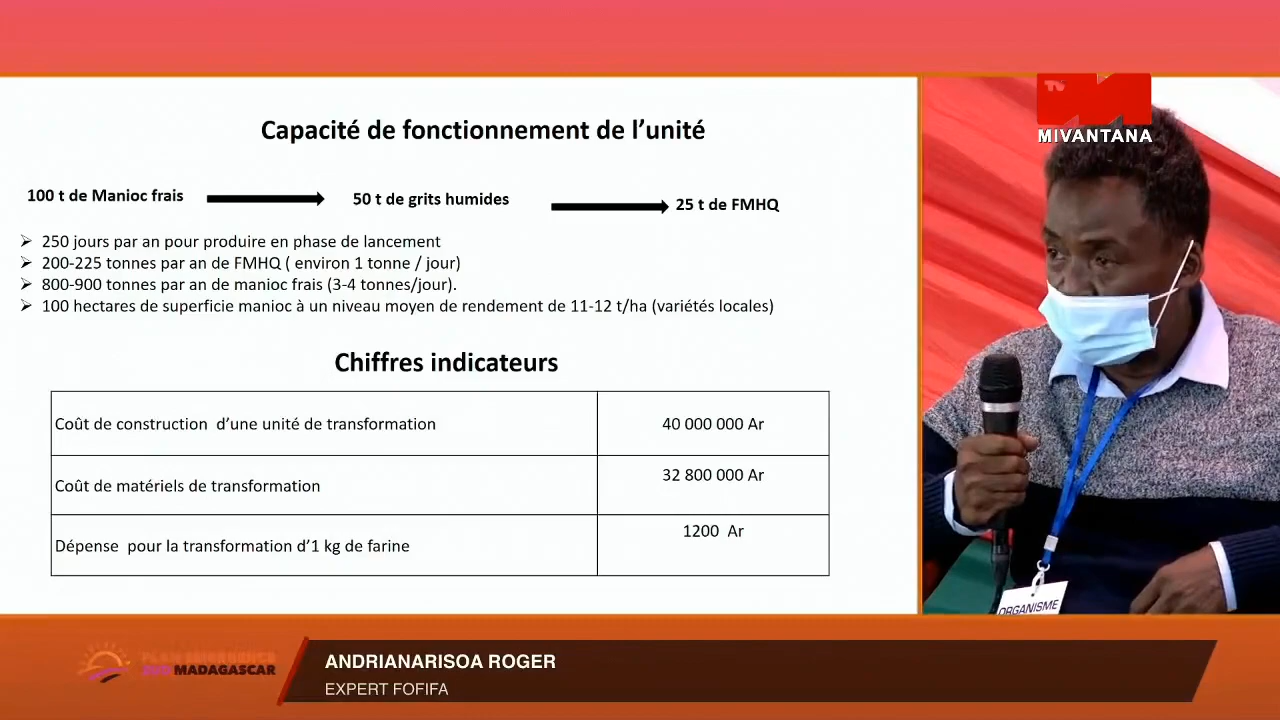 TV
MIVANTANA
Capacité de fonctionnement de l’unité
100 t de Manioc frais
50 t de grits humides
25 t de FMHQ
250 jours par an pour produire en phase de lancement
200-225 tonnes par an de FMHQ ( environ 1 tonne / jour)
800-900 tonnes par an de manioc frais (3-4 tonnes/jour).
100 hectares de superficie manioc à un niveau moyen de rendement de 11-12 t/ha (variétés locales)
Chiffres indicateurs
Coût de construction d’une unité de transformation
40 000 000 Ar
Coût de matériels de transformation
32 800 000 Ar
Dépense pour la transformation d’1 kg de farine
1200 Ar
ORGANISME
MADAGASCAR
ANDRIANARISOA ROGER
EXPERT FOFIFA